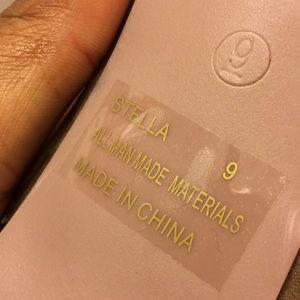 9
STELLA 9
ALL MAN MADE MATERIALS
MADE IN CHINA